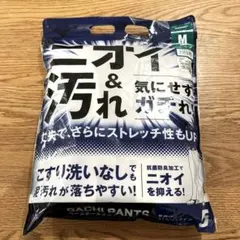 ニオイ
M
&
汚れ
気にせず
ガチれ
丈夫で、さらにストレッチ性もUP
こすり洗いなしでも
汚れが落ちやすい!
抗菌防臭加工で
ニオイ
を抑える!
GACHI PANTS